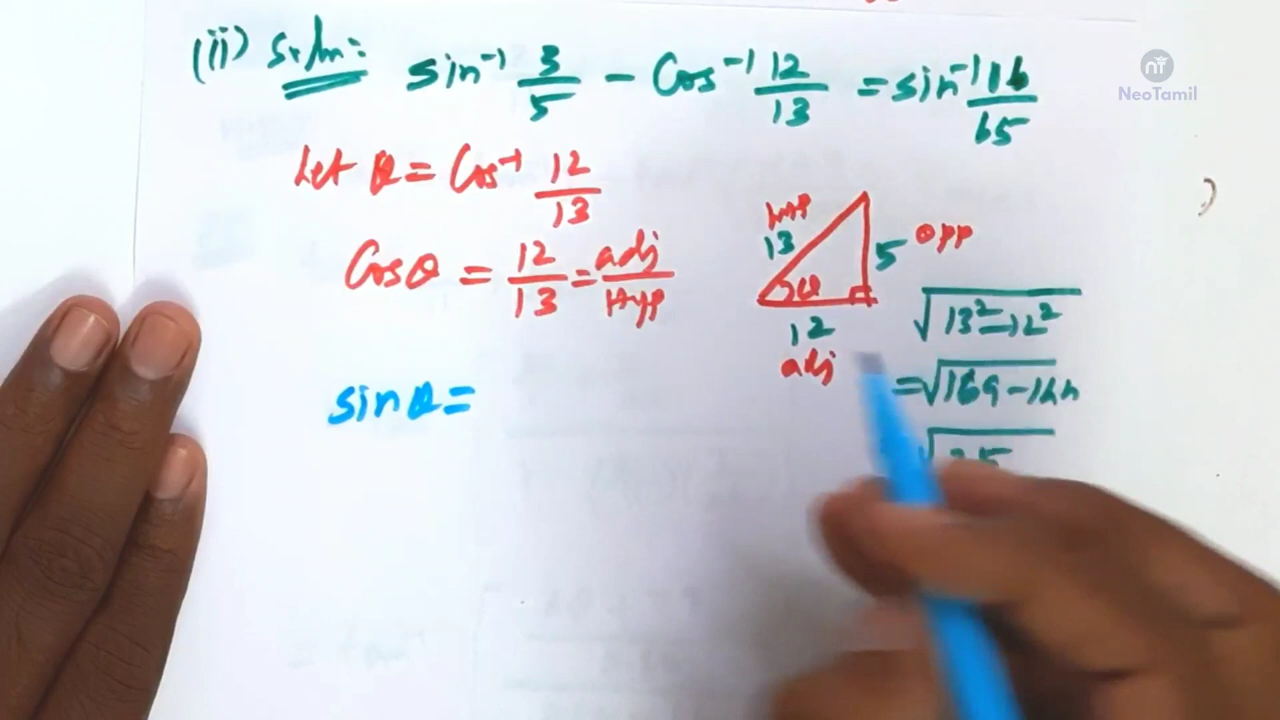 (ii) Soln: sin⁻¹ 3/5 − Cos⁻¹ 12/13 = sin⁻¹ 16/65
NeoTamil
Let θ = Cos⁻¹ 12/13
Cosθ = 12/13 = adj/Hyp
hyp
13
5 opp
θ
12
adj
√13²−12²
=√169−144
√25
sinθ=